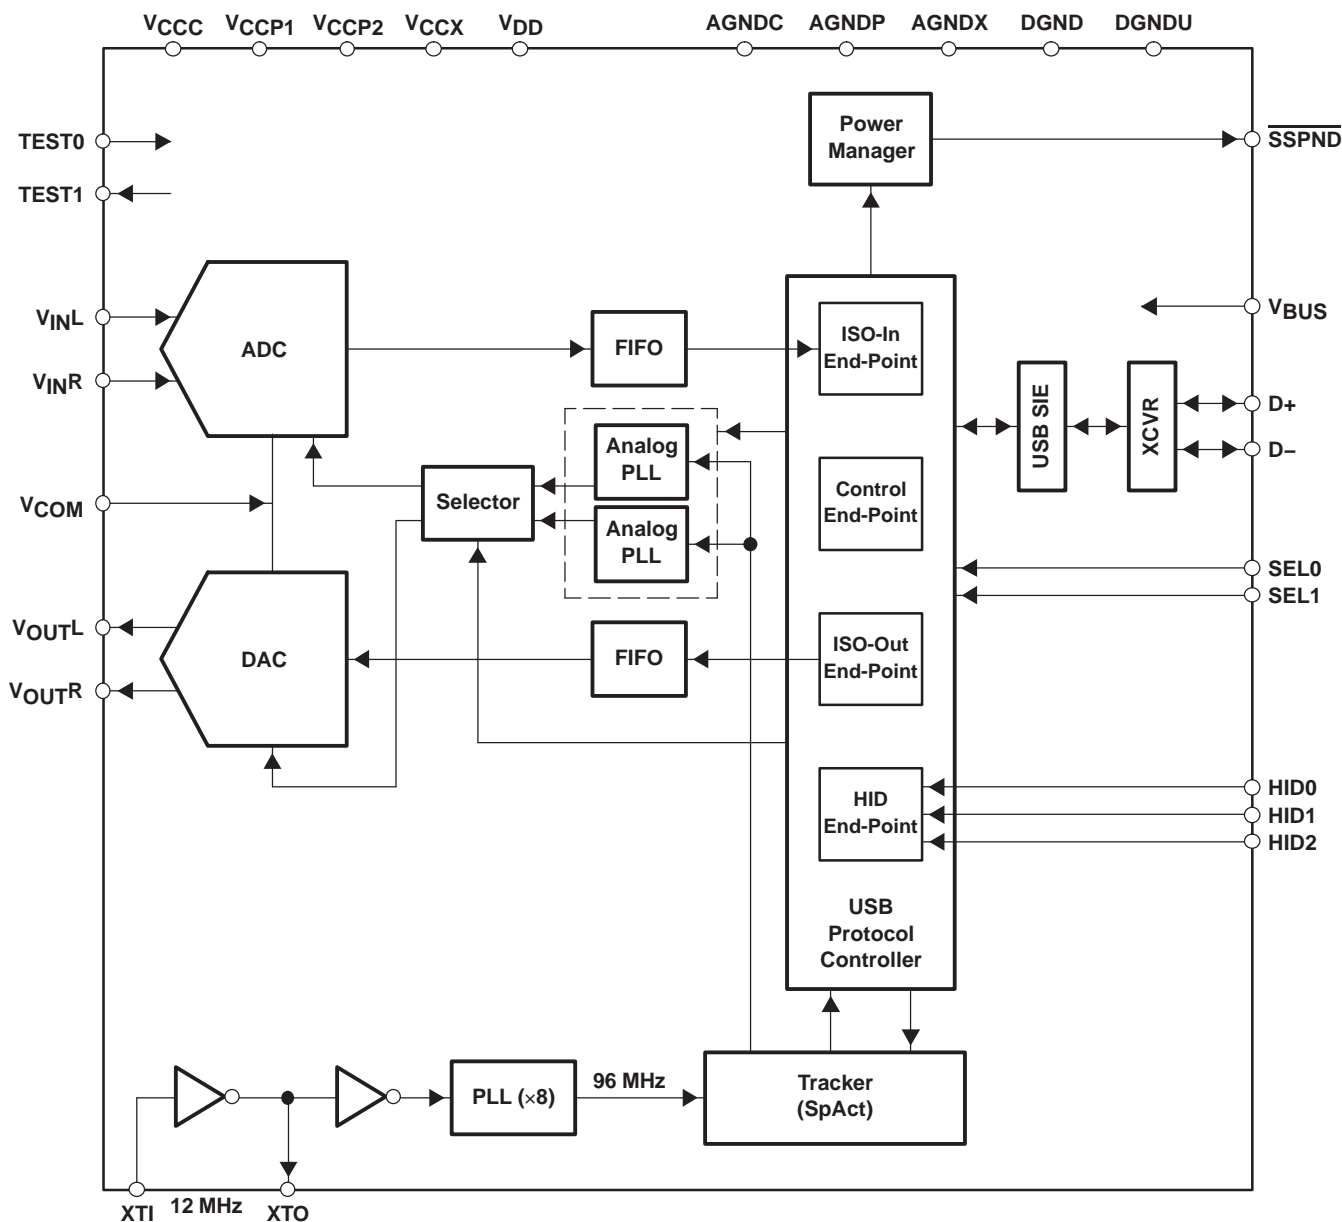 VCCC VCCP1 VCCP2 VCCX VDD AGNDC AGNDP AGNDX DGND DGNDU
TEST0
TEST1
Power
Manager
SSPND
VINL
VINR
ADC
FIFO
ISO-In
End-Point
VBUS
USB SIE
XCVR
D+
D−
Analog
PLL
Analog
PLL
Selector
VCOM
Control
End-Point
SEL0
SEL1
VOUTL
VOUTR
DAC
FIFO
ISO-Out
End-Point
HID
End-Point
HID0
HID1
HID2
USB
Protocol
Controller
PLL (×8)
96 MHz
Tracker
(SpAct)
XTI
12 MHz
XTO